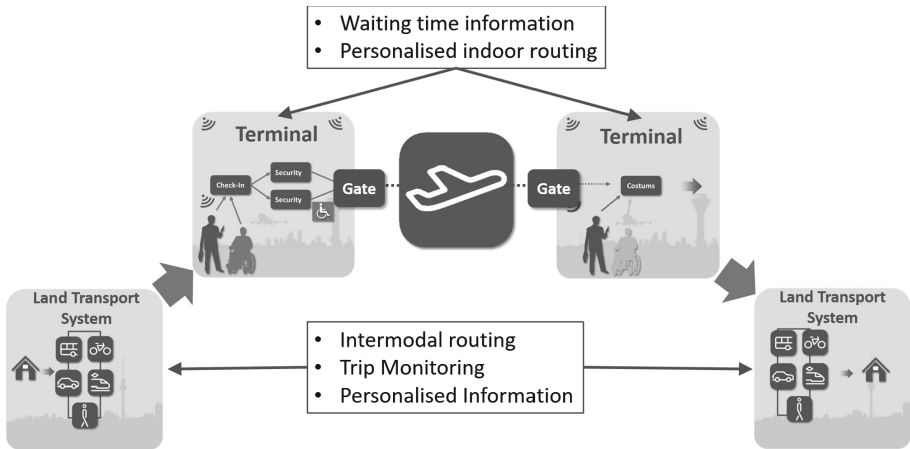 • Waiting time information
• Personalised indoor routing
Terminal
Check-In
Security
Security
Gate
Gate
Terminal
Costums
Land Transport
System
• Intermodal routing
• Trip Monitoring
• Personalised Information
Land Transport
System